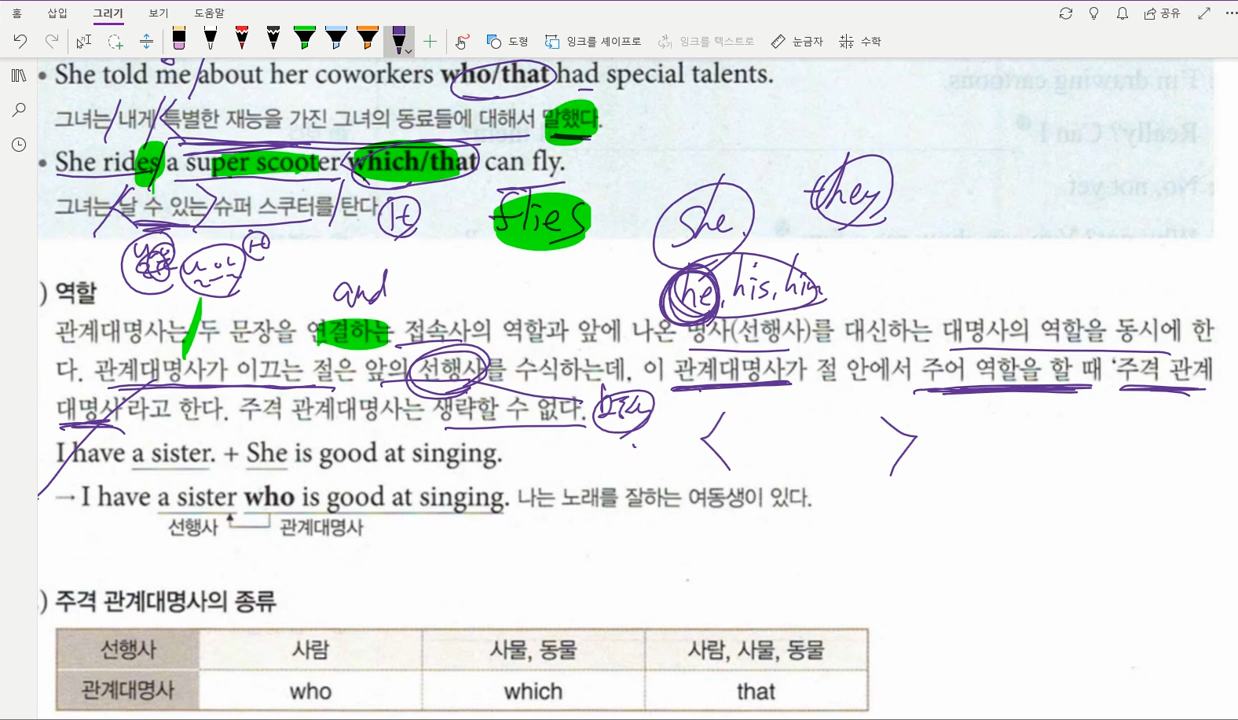 홈 삽입 그리기 보기 도움말 공유
도형 잉크를 셰이프로 잉크를 텍스트로 눈금자 수학
• She told me about her coworkers who/that had special talents.
그녀는 내게 특별한 재능을 가진 그녀의 동료들에 대해서 말했다.
• She rides a super scooter which/that can fly.
그녀는 날 수 있는 슈퍼 스쿠터를 탄다.
It flies she they
It
he, his, him
) 역할 and
관계대명사는 두 문장을 연결하는 접속사의 역할과 앞에 나온 명사(선행사)를 대신하는 대명사의 역할을 동시에 한
다. 관계대명사가 이끄는 절은 앞의 선행사를 수식하는데, 이 관계대명사가 절 안에서 주어 역할을 할 때 ‘주격 관계
대명사’라고 한다. 주격 관계대명사는 생략할 수 없다.
I have a sister. + She is good at singing.
→ I have a sister who is good at singing. 나는 노래를 잘하는 여동생이 있다.
선행사 관계대명사
) 주격 관계대명사의 종류
선행사 사람 사물, 동물 사람, 사물, 동물
관계대명사 who which that